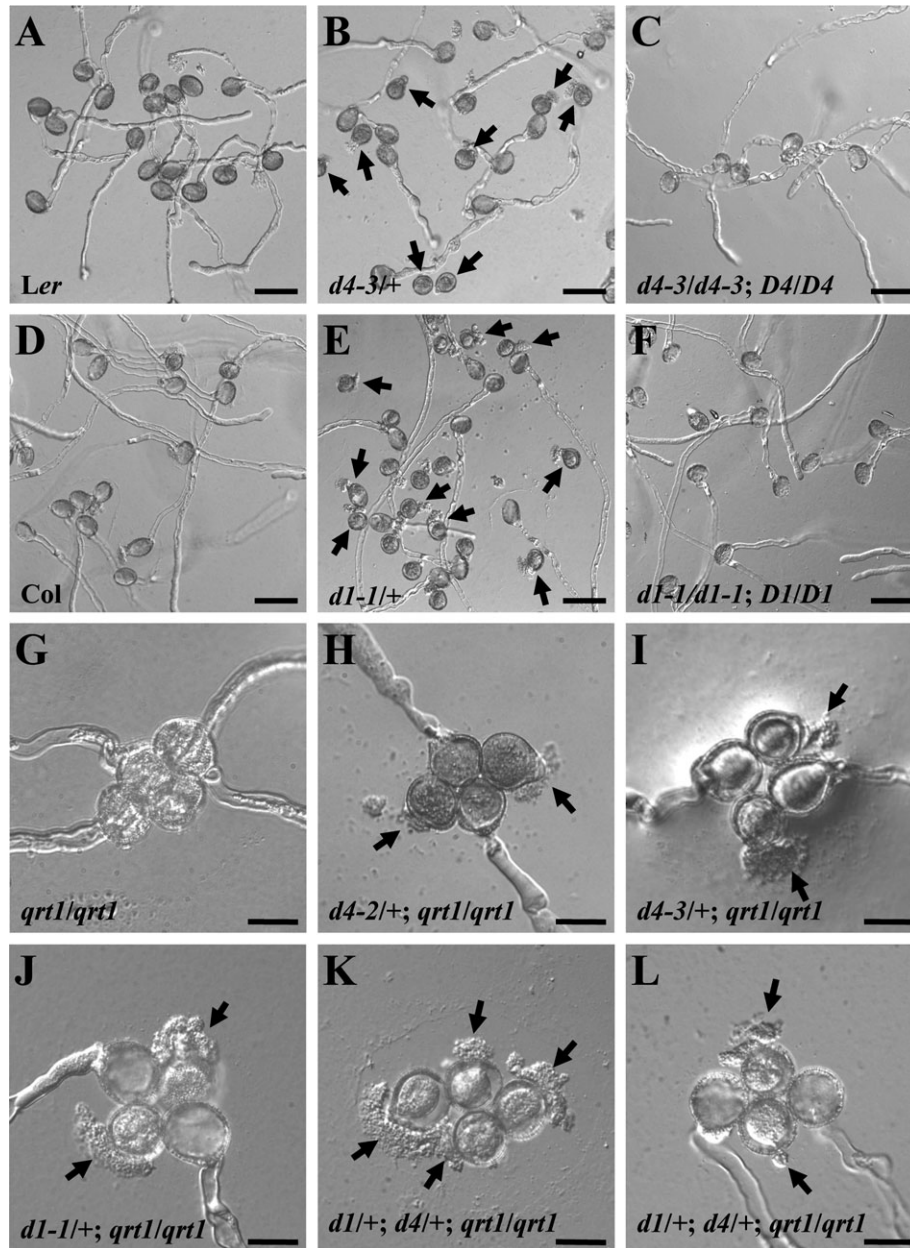 A
B
C
Ler
d4-3/+
d4-3/d4-3; D4/D4
D
E
F
Col
d1-1/+
d1-1/d1-1; D1/D1
G
H
I
qrt1/qrt1
d4-2/+; qrt1/qrt1
d4-3/+; qrt1/qrt1
J
K
L
d1-1/+; qrt1/qrt1
d1/+; d4/+; qrt1/qrt1
d1/+; d4/+; qrt1/qrt1